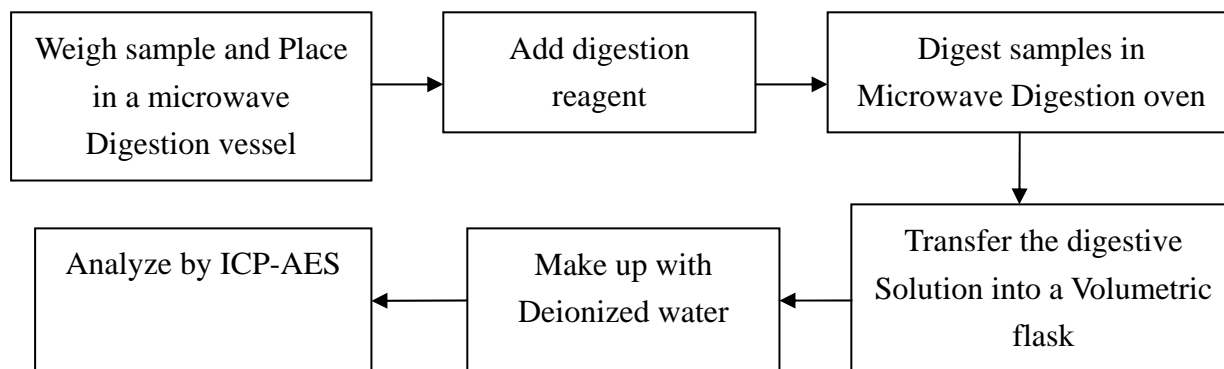 Weigh sample and Place
in a microwave
Digestion vessel
Add digestion
reagent
Digest samples in
Microwave Digestion oven
Transfer the digestive
Solution into a Volumetric
flask
Make up with
Deionized water
Analyze by ICP-AES